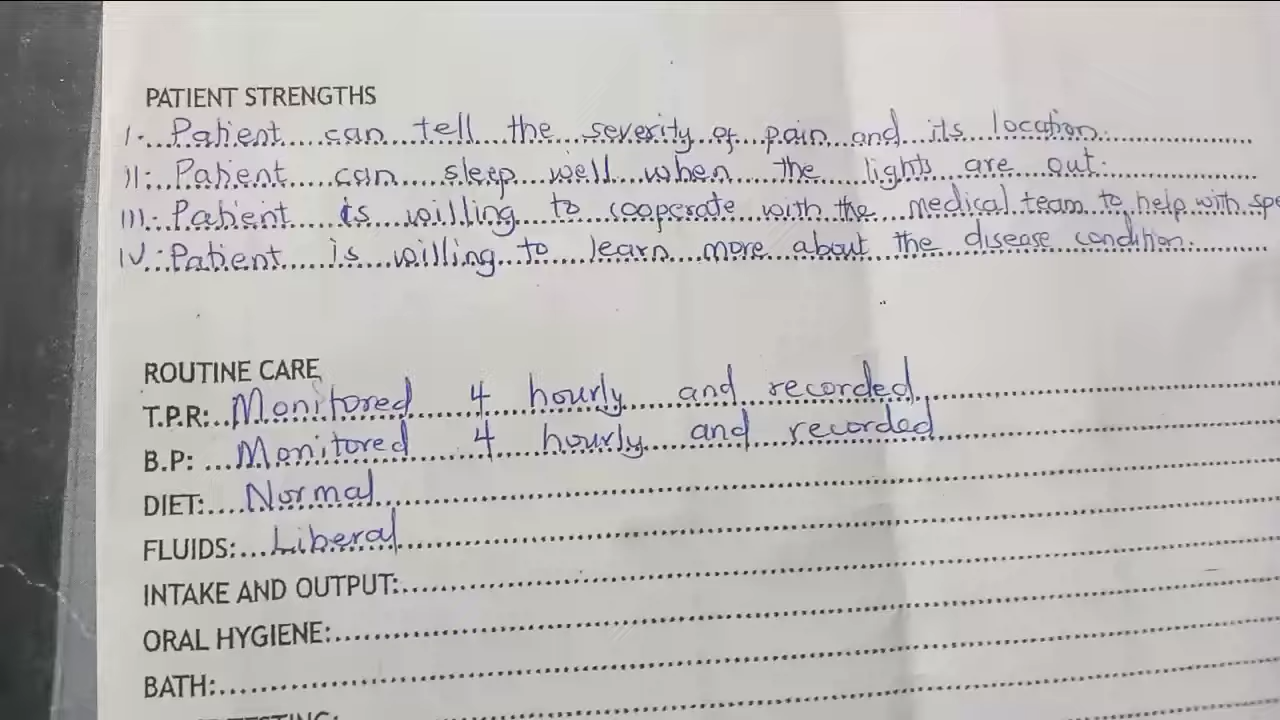 PATIENT STRENGTHS
I. Patient can tell the severity of pain and its location.
II. Patient can sleep well when the lights are out.
III. Patient is willing to cooperate with the medical team to help with
IV. Patient is willing to learn more about the disease condition.
ROUTINE CARE
T.P.R: Monitored 4 hourly and recorded
B.P: Monitored 4 hourly and recorded
DIET: Normal
FLUIDS: Liberal
INTAKE AND OUTPUT:
ORAL HYGIENE:
BATH: